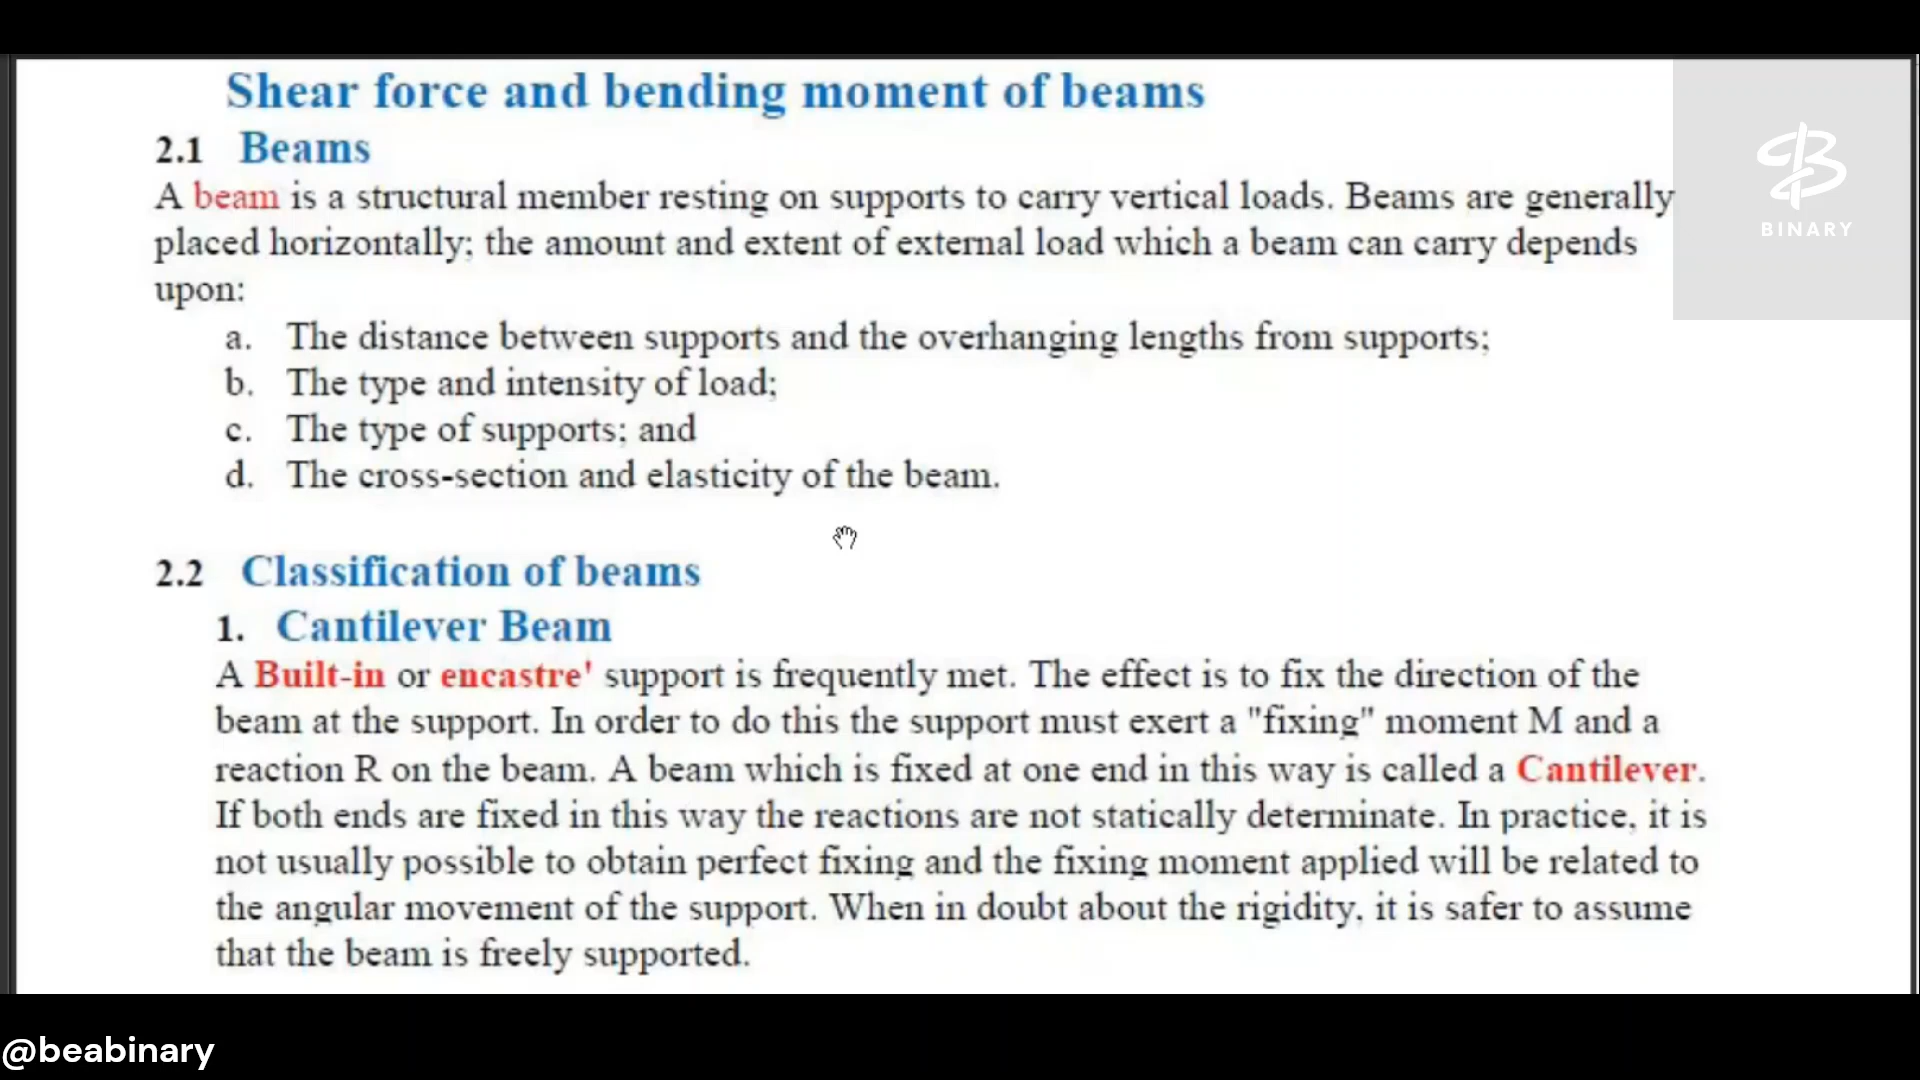 Shear force and bending moment of beams
2.1 Beams
A beam is a structural member resting on supports to carry vertical loads. Beams are generally
placed horizontally; the amount and extent of external load which a beam can carry depends
upon:
a. The distance between supports and the overhanging lengths from supports;
b. The type and intensity of load;
c. The type of supports; and
d. The cross-section and elasticity of the beam.
2.2 Classification of beams
1. Cantilever Beam
A Built-in or encastre' support is frequently met. The effect is to fix the direction of the
beam at the support. In order to do this the support must exert a "fixing" moment M and a
reaction R on the beam. A beam which is fixed at one end in this way is called a Cantilever.
If both ends are fixed in this way the reactions are not statically determinate. In practice, it is
not usually possible to obtain perfect fixing and the fixing moment applied will be related to
the angular movement of the support. When in doubt about the rigidity, it is safer to assume
that the beam is freely supported.
BINARY
@beabinary